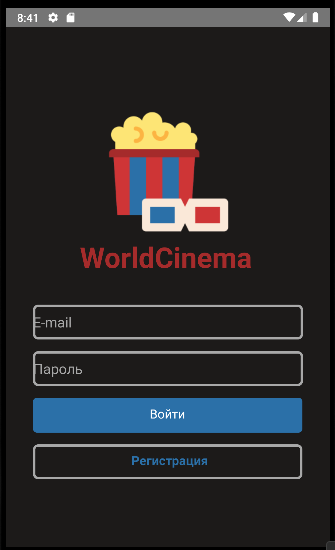 8:41
WorldCinema
E-mail
Пароль
Войти
Регистрация